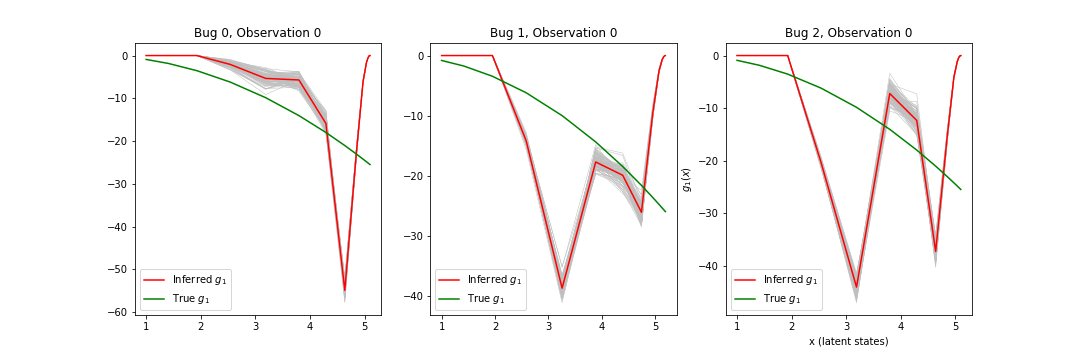 Bug 0, Observation 0
0
−10
−20
−30
−40
−50
−60
1 2 3 4 5
Inferred g₁
True g₁
Bug 1, Observation 0
0
−10
−20
−30
−40
1 2 3 4 5
Inferred g₁
True g₁
Bug 2, Observation 0
g₁(x)
0
−10
−20
−30
−40
1 2 3 4 5
Inferred g₁
True g₁
x (latent states)